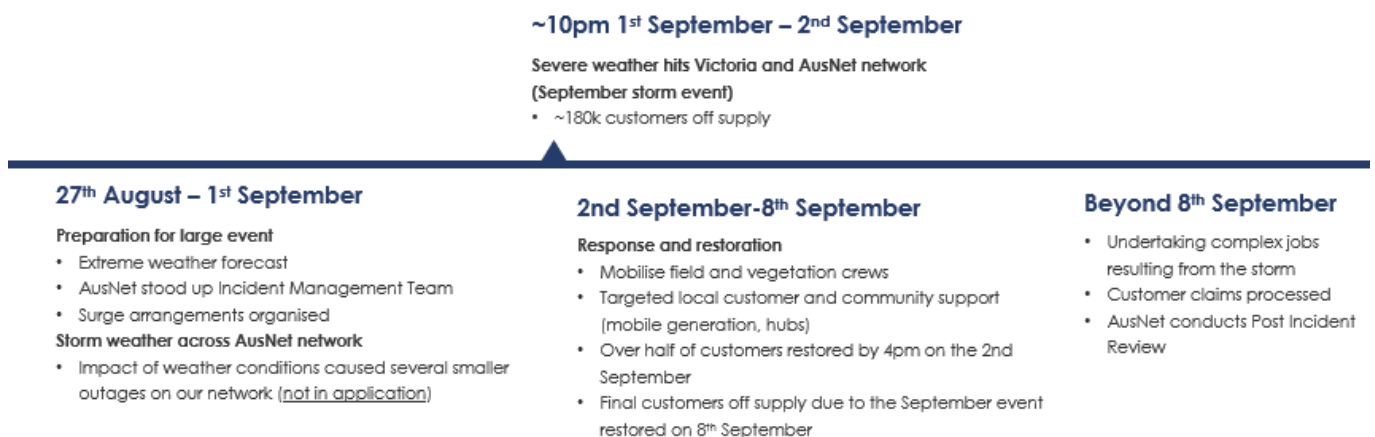 ~10pm 1st September – 2nd September
Severe weather hits Victoria and AusNet network
(September storm event)
• ~180k customers off supply
27th August – 1st September
Preparation for large event
• Extreme weather forecast
• AusNet stood up Incident Management Team
• Surge arrangements organised
Storm weather across AusNet network
• Impact of weather conditions caused several smaller
outages on our network (not in application)
2nd September-8th September
Response and restoration
• Mobilise field and vegetation crews
• Targeted local customer and community support
(mobile generation, hubs)
• Over half of customers restored by 4pm on the 2nd
September
• Final customers off supply due to the September event
restored on 8th September
Beyond 8th September
• Undertaking complex jobs
resulting from the storm
• Customer claims processed
• AusNet conducts Post Incident
Review